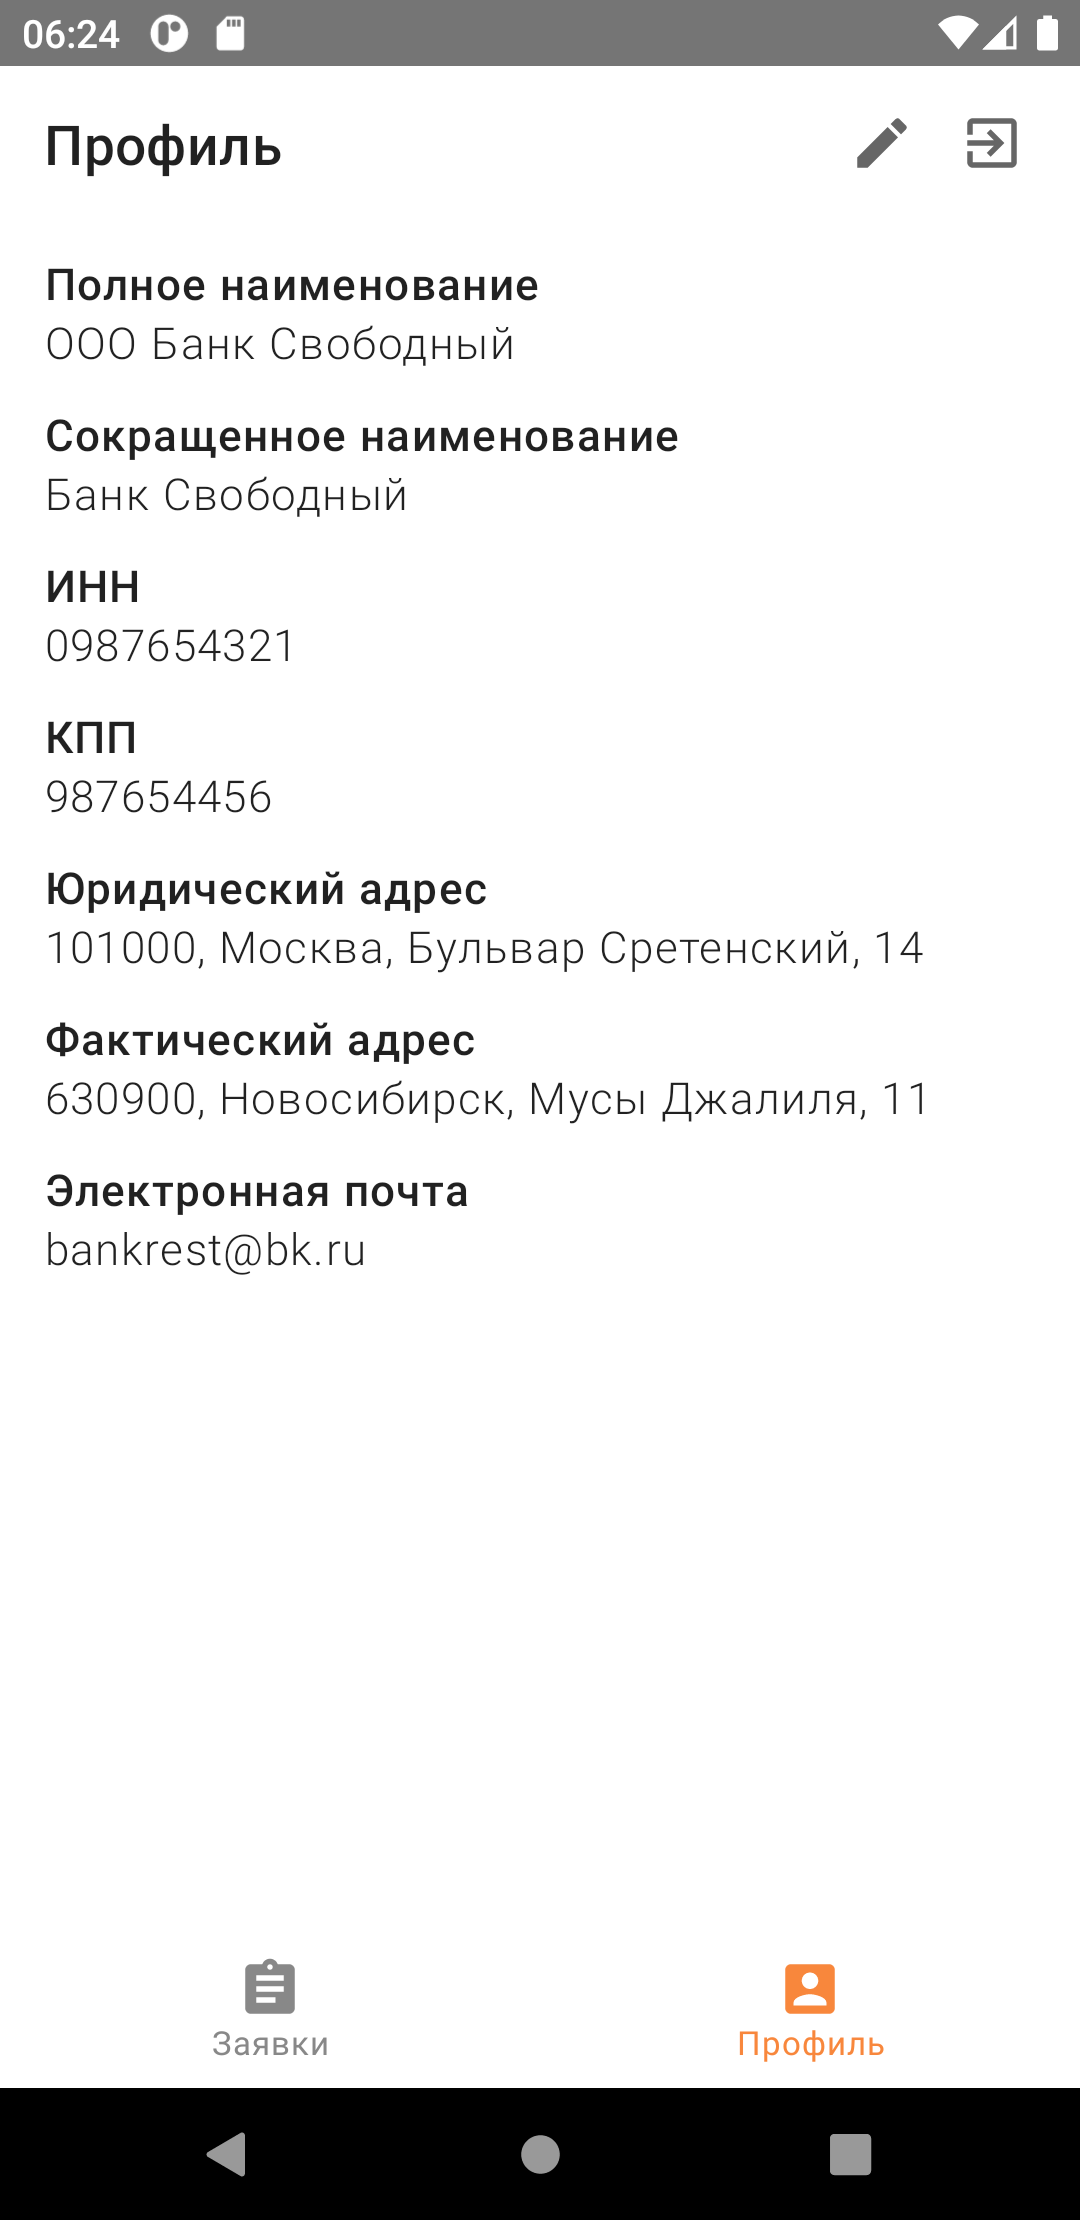 06:24
Профиль
Полное наименование
ООО Банк Свободный
Сокращенное наименование
Банк Свободный
ИНН
0987654321
КПП
987654456
Юридический адрес
101000, Москва, Бульвар Сретенский, 14
Фактический адрес
630900, Новосибирск, Мусы Джалиля, 11
Электронная почта
bankrest@bk.ru
Заявки
Профиль